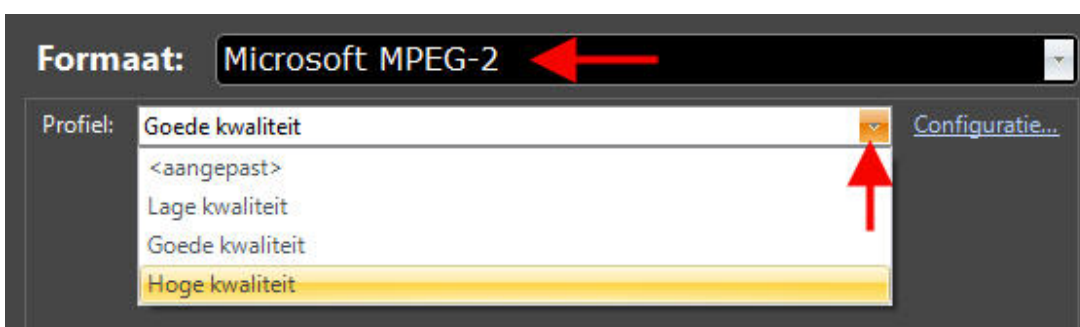 Formaat: Microsoft MPEG-2
Profiel: Goede kwaliteit Configuratie...
<aangepast>
Lage kwaliteit
Goede kwaliteit
Hoge kwaliteit